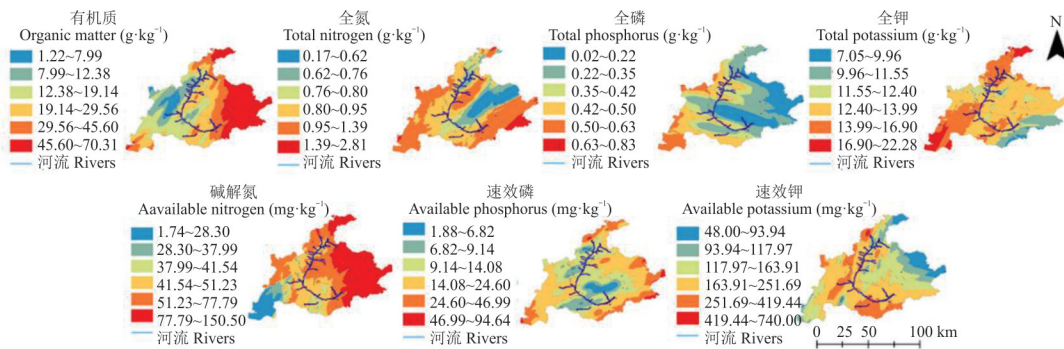 有机质
Organic matter (g·kg⁻¹)
1.22~7.99
7.99~12.38
12.38~19.14
19.14~29.56
29.56~45.60
45.60~70.31
河流 Rivers
全氮
Total nitrogen (g·kg⁻¹)
0.17~0.62
0.62~0.76
0.76~0.80
0.80~0.95
0.95~1.39
1.39~2.81
河流 Rivers
全磷
Total phosphorus (g·kg⁻¹)
0.02~0.22
0.22~0.35
0.35~0.42
0.42~0.50
0.50~0.63
0.63~0.83
河流 Rivers
全钾
Total potassium (g·kg⁻¹)
7.05~9.96
9.96~11.55
11.55~12.40
12.40~13.99
13.99~16.90
16.90~22.28
河流 Rivers
N
碱解氮
Aavailable nitrogen (mg·kg⁻¹)
1.74~28.30
28.30~37.99
37.99~41.54
41.54~51.23
51.23~77.79
77.79~150.50
河流 Rivers
速效磷
Available phosphorus (mg·kg⁻¹)
1.88~6.82
6.82~9.14
9.14~14.08
14.08~24.60
24.60~46.99
46.99~94.64
河流 Rivers
速效钾
Available potassium (mg·kg⁻¹)
48.00~93.94
93.94~117.97
117.97~163.91
163.91~251.69
251.69~419.44
419.44~740.00
河流 Rivers
0 25 50 100 km